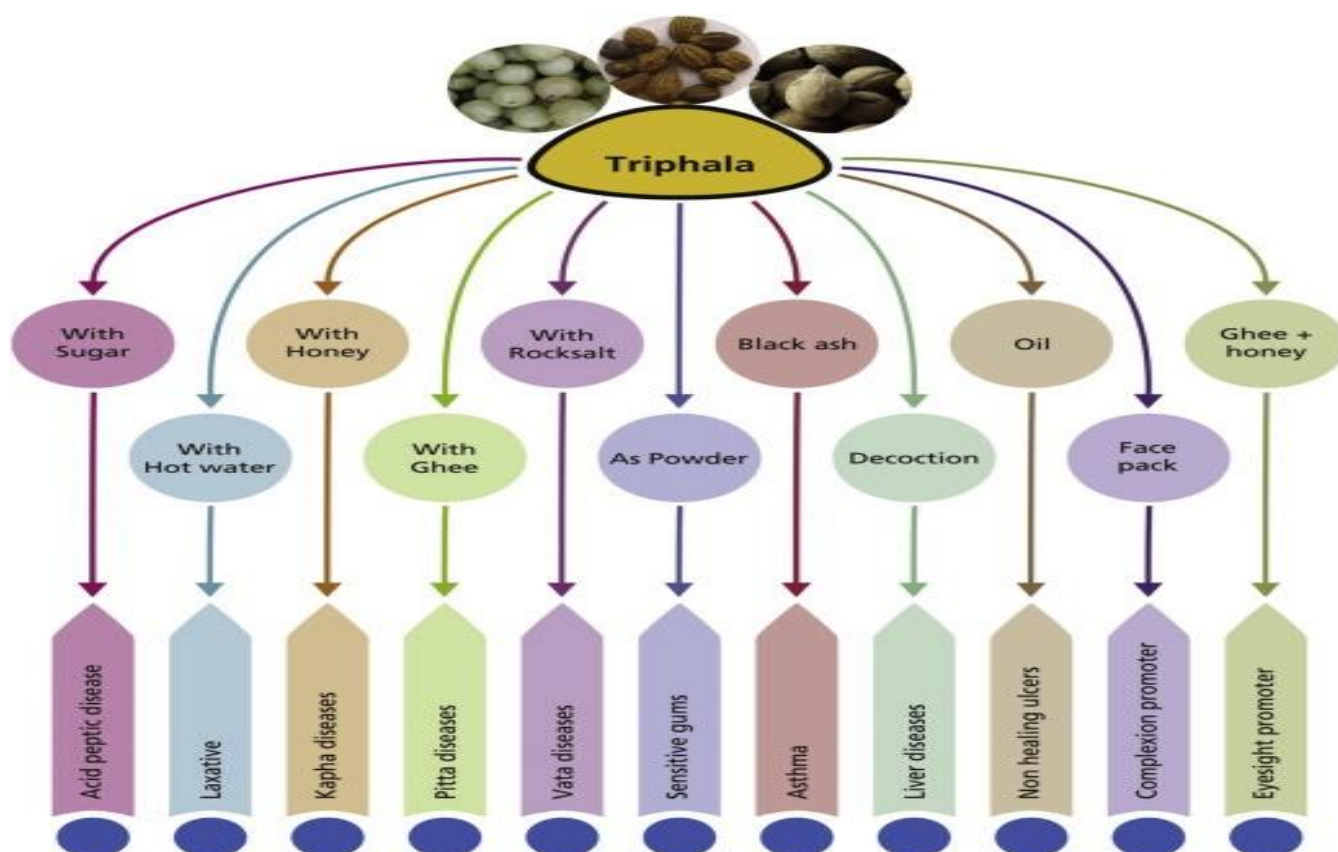 Triphala
With
Sugar
With
Honey
With
Rocksalt
Black ash
Oil
Ghee +
honey
With
Hot water
With
Ghee
As Powder
Decoction
Face
pack
Acid peptic disease
Laxative
Kapha diseases
Pitta diseases
Vata diseases
Sensitive gums
Asthma
Liver diseases
Non healing ulcers
Complexion promoter
Eyesight promoter